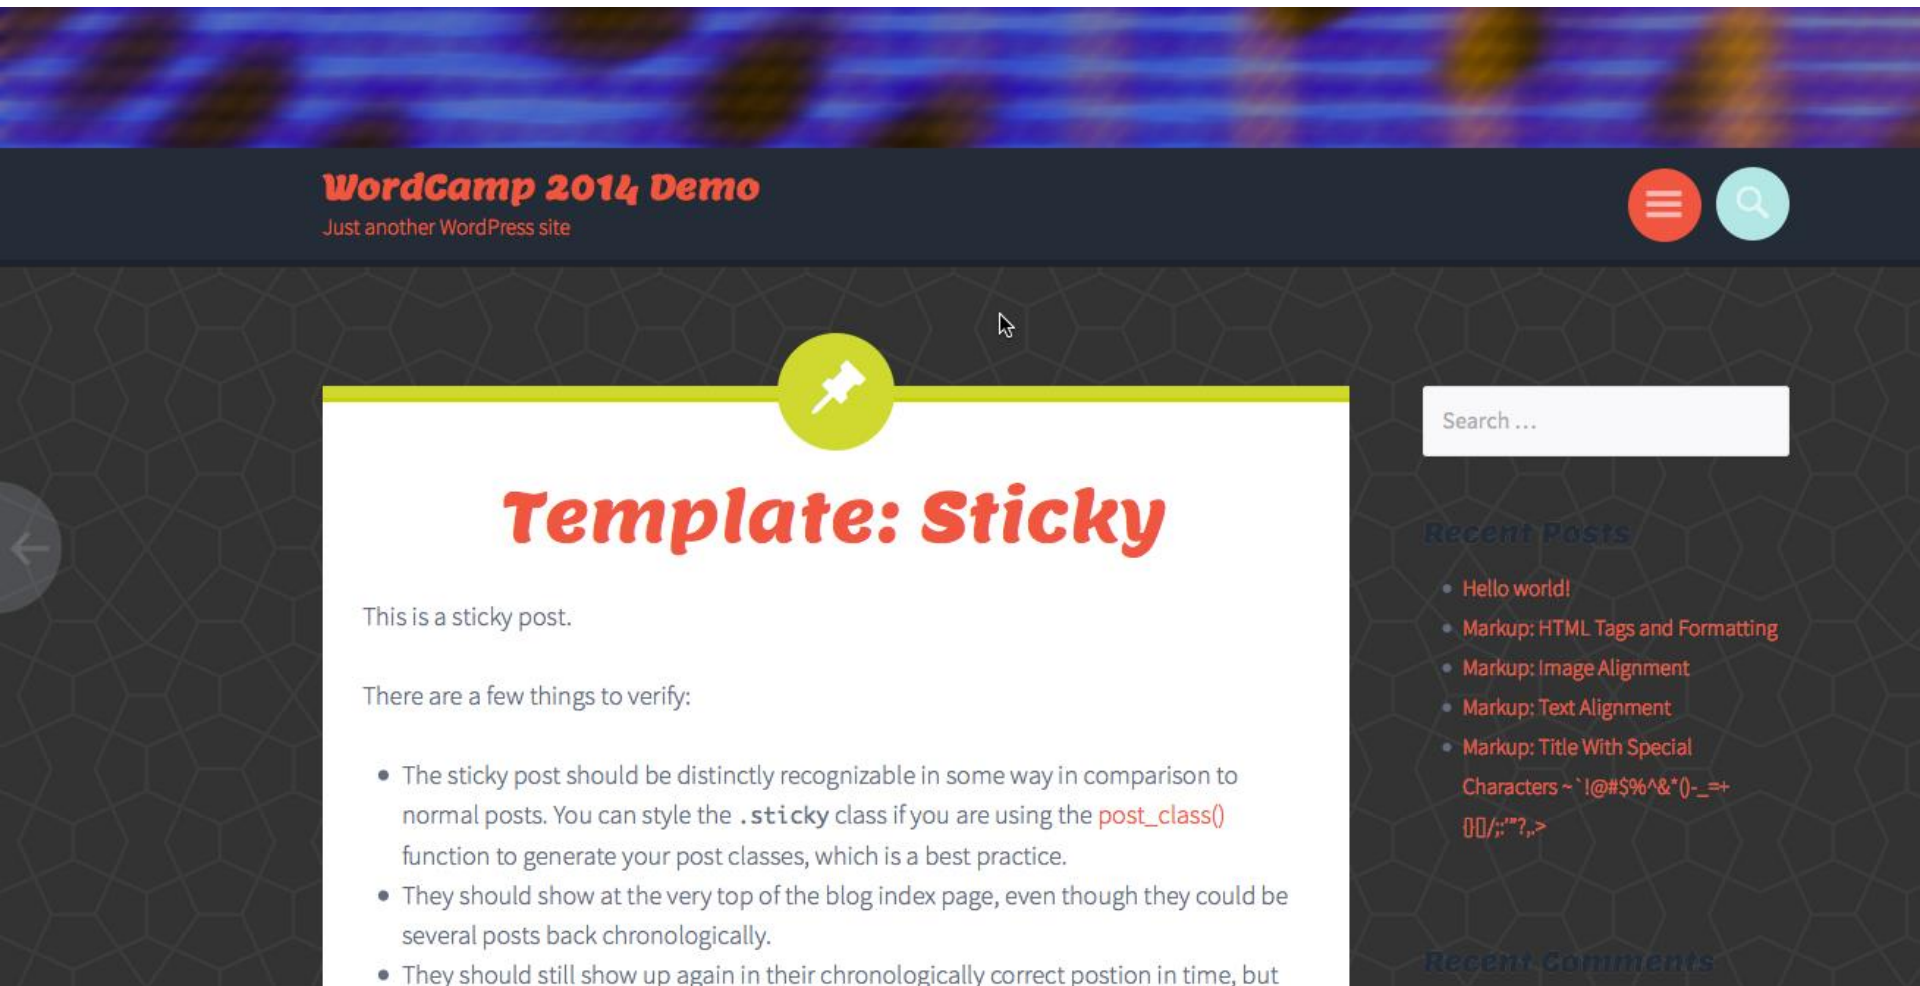 WordCamp 2014 Demo
Just another WordPress site
Template: Sticky
This is a sticky post.
There are a few things to verify:
The sticky post should be distinctly recognizable in some way in comparison to
normal posts. You can style the .sticky class if you are using the post_class()
function to generate your post classes, which is a best practice.
They should show at the very top of the blog index page, even though they could be
several posts back chronologically.
They should still show up again in their chronologically correct postion in time, but
Search ...
Recent Posts
Hello world!
Markup: HTML Tags and Formatting
Markup: Image Alignment
Markup: Text Alignment
Markup: Title With Special
Characters ~`!@#$%^&*()-_=+
{}[]/;:'"?,.>
Recent Comments